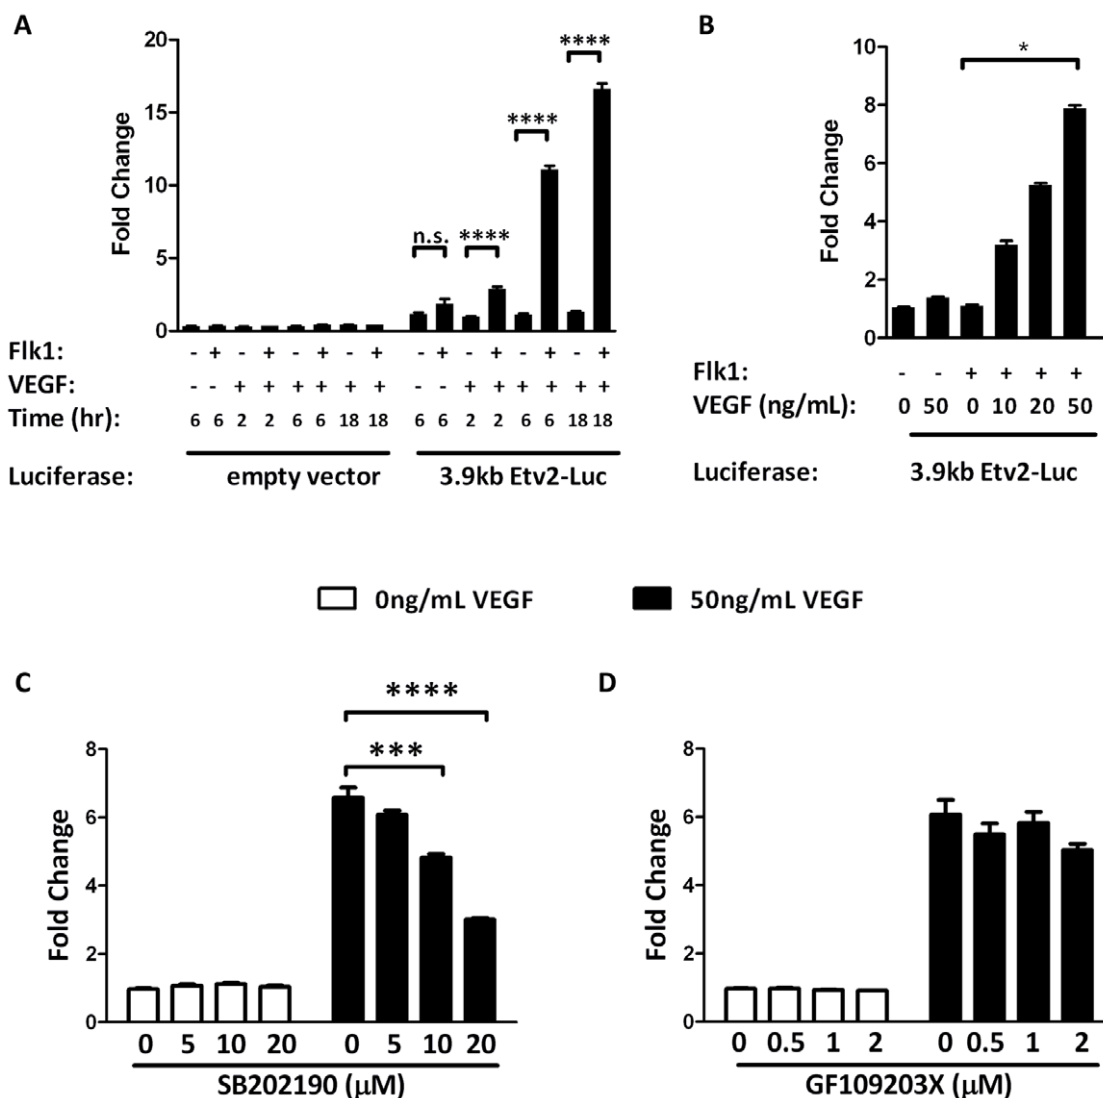 A
Fold Change
20
15
10
5
0
n.s.
****
****
****
Flk1: - + - + - + - + - + - + - + - +
VEGF: - - + + + + + + - - + + + + + +
Time (hr): 6 6 2 2 6 6 18 18 6 6 2 2 6 6 18 18
Luciferase: empty vector 3.9kb Etv2-Luc
B
Fold Change
10
8
6
4
2
0
*
Flk1: - - + + + +
VEGF (ng/mL): 0 50 0 10 20 50
Luciferase: 3.9kb Etv2-Luc
0ng/mL VEGF 50ng/mL VEGF
C
Fold Change
8
6
4
2
0
****
***
0 5 10 20 0 5 10 20
SB202190 (μM)
D
Fold Change
8
6
4
2
0
0 0.5 1 2 0 0.5 1 2
GF109203X (μM)